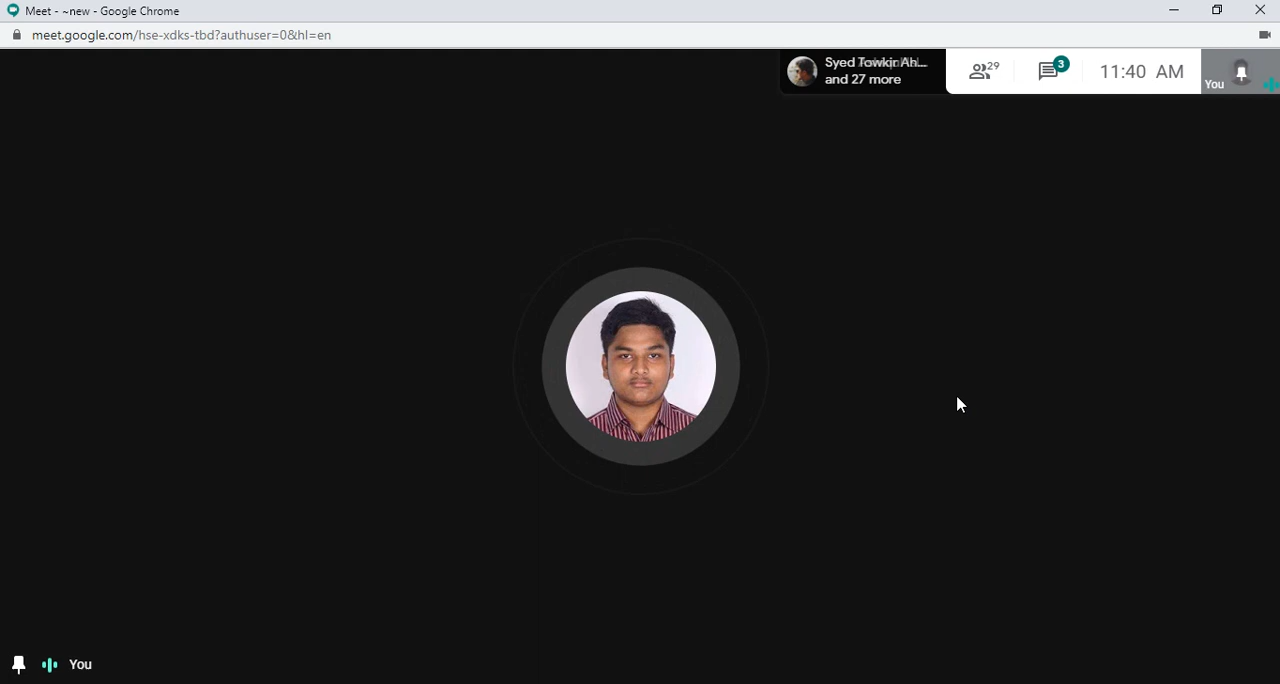 Meet - ~new - Google Chrome
meet.google.com/hse-xdks-tbd?authuser=0&hl=en
Syed Towkir Ah...
and 27 more
29
3
11:40 AM
You
You